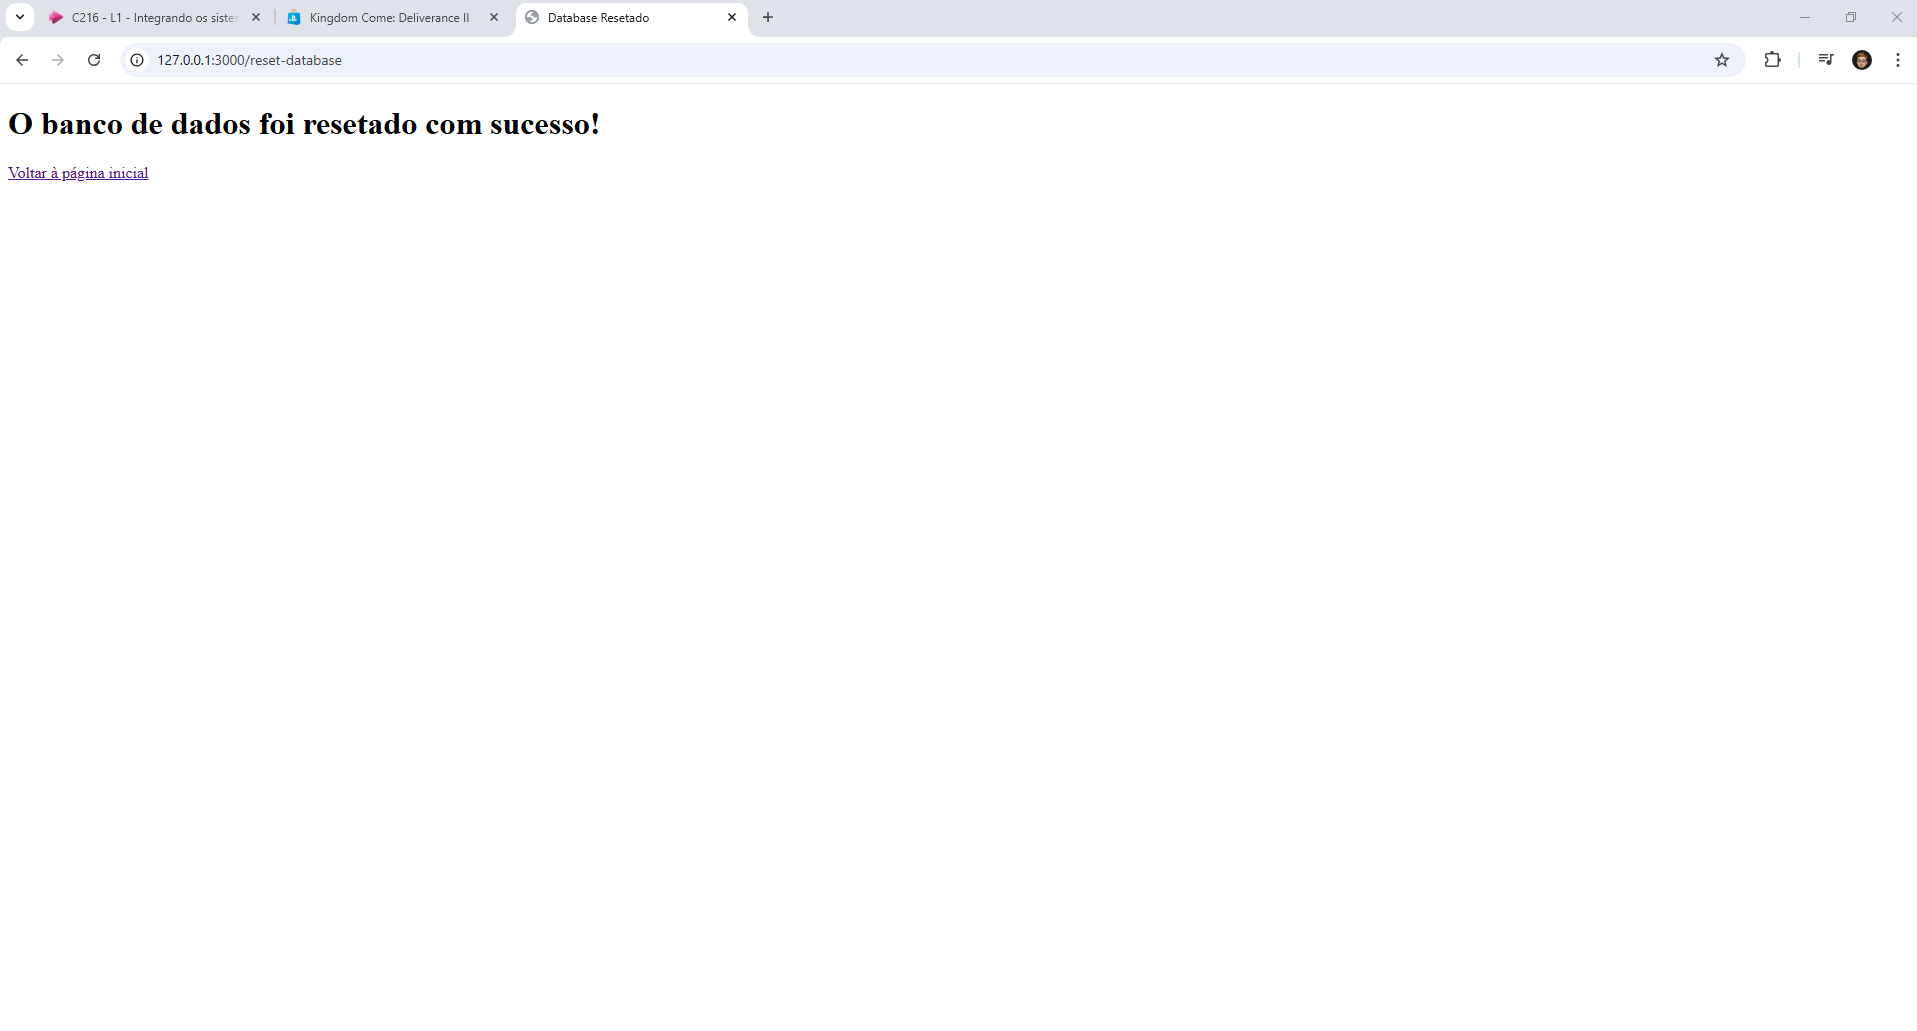 C216 - L1 - Integrando os sister
Kingdom Come: Deliverance II
Database Resetado
127.0.0.1:3000/reset-database
O banco de dados foi resetado com sucesso!
Voltar à página inicial